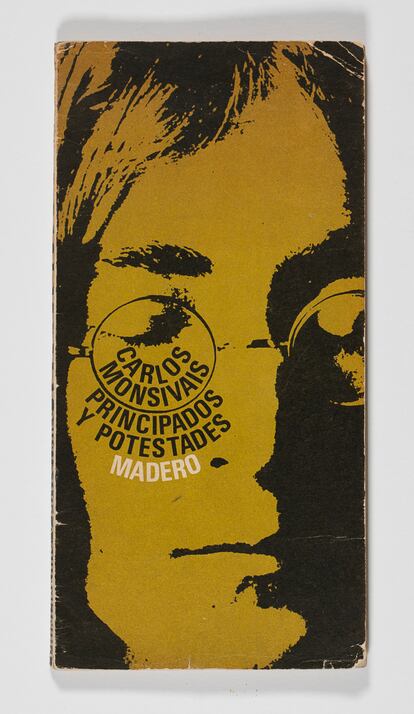 CARLOS
MONSIVAIS
PRINCIPADOS
Y POTESTADES
MADERO